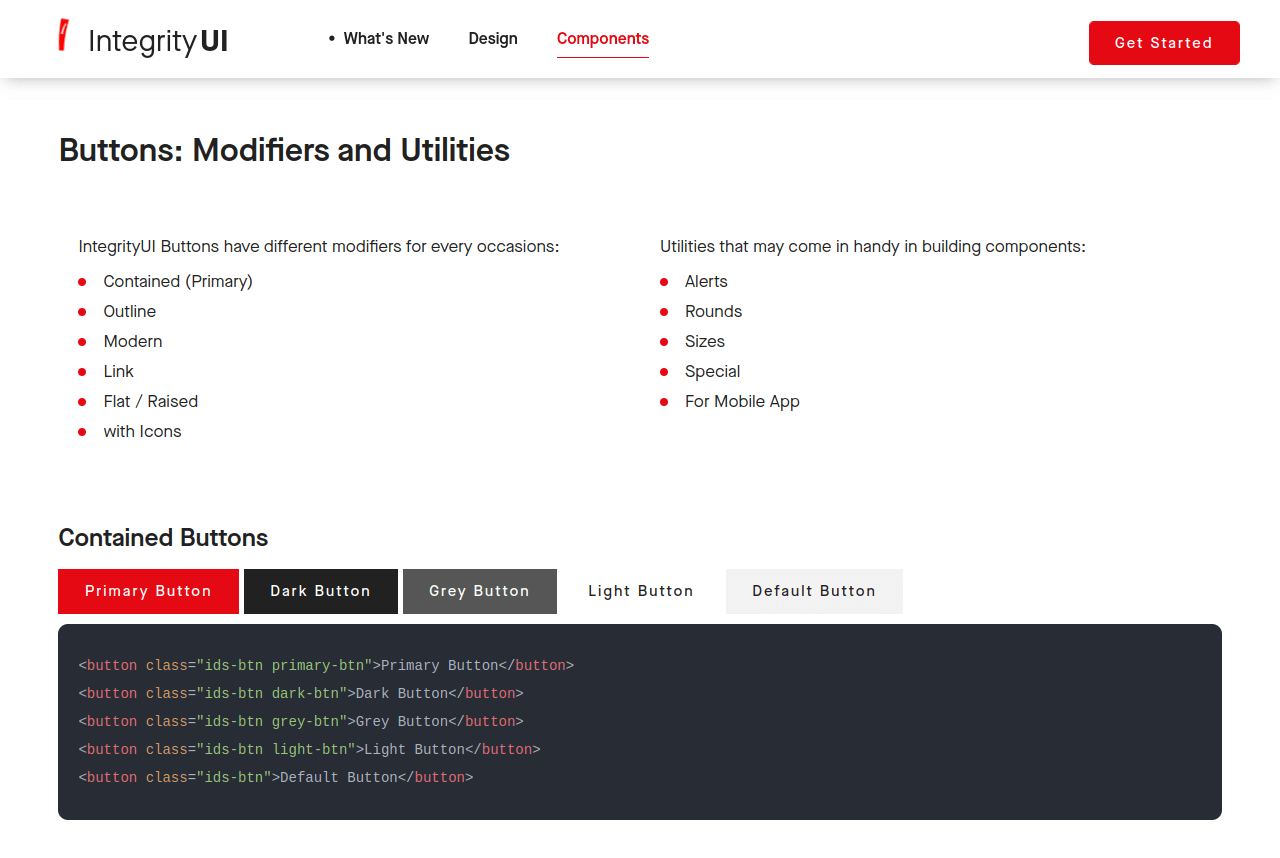 IntegrityUI
• What's New
Design
Components
Get Started
Buttons: Modifiers and Utilities
IntegrityUI Buttons have different modifiers for every occasions:
Contained (Primary)
Outline
Modern
Link
Flat / Raised
with Icons
Utilities that may come in handy in building components:
Alerts
Rounds
Sizes
Special
For Mobile App
Contained Buttons
Primary Button
Dark Button
Grey Button
Light Button
Default Button
<button class="ids-btn primary-btn">Primary Button</button>
<button class="ids-btn dark-btn">Dark Button</button>
<button class="ids-btn grey-btn">Grey Button</button>
<button class="ids-btn light-btn">Light Button</button>
<button class="ids-btn">Default Button</button>